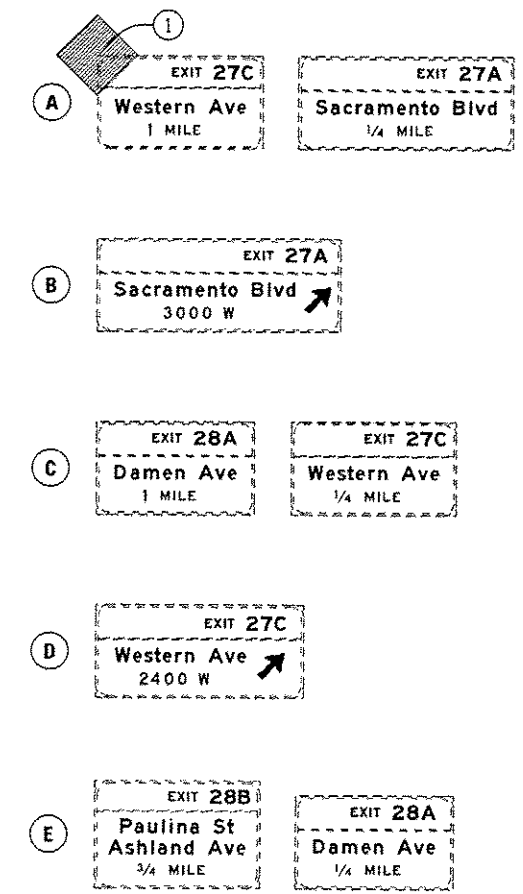 1
A
EXIT 27C
Western Ave
1 MILE
EXIT 27A
Sacramento Blvd
1/4 MILE
B
EXIT 27A
Sacramento Blvd
3000 W
C
EXIT 28A
Damen Ave
1 MILE
EXIT 27C
Western Ave
1/4 MILE
D
EXIT 27C
Western Ave
2400 W
E
EXIT 28B
Paulina St
Ashland Ave
3/4 MILE
EXIT 28A
Damen Ave
1/4 MILE